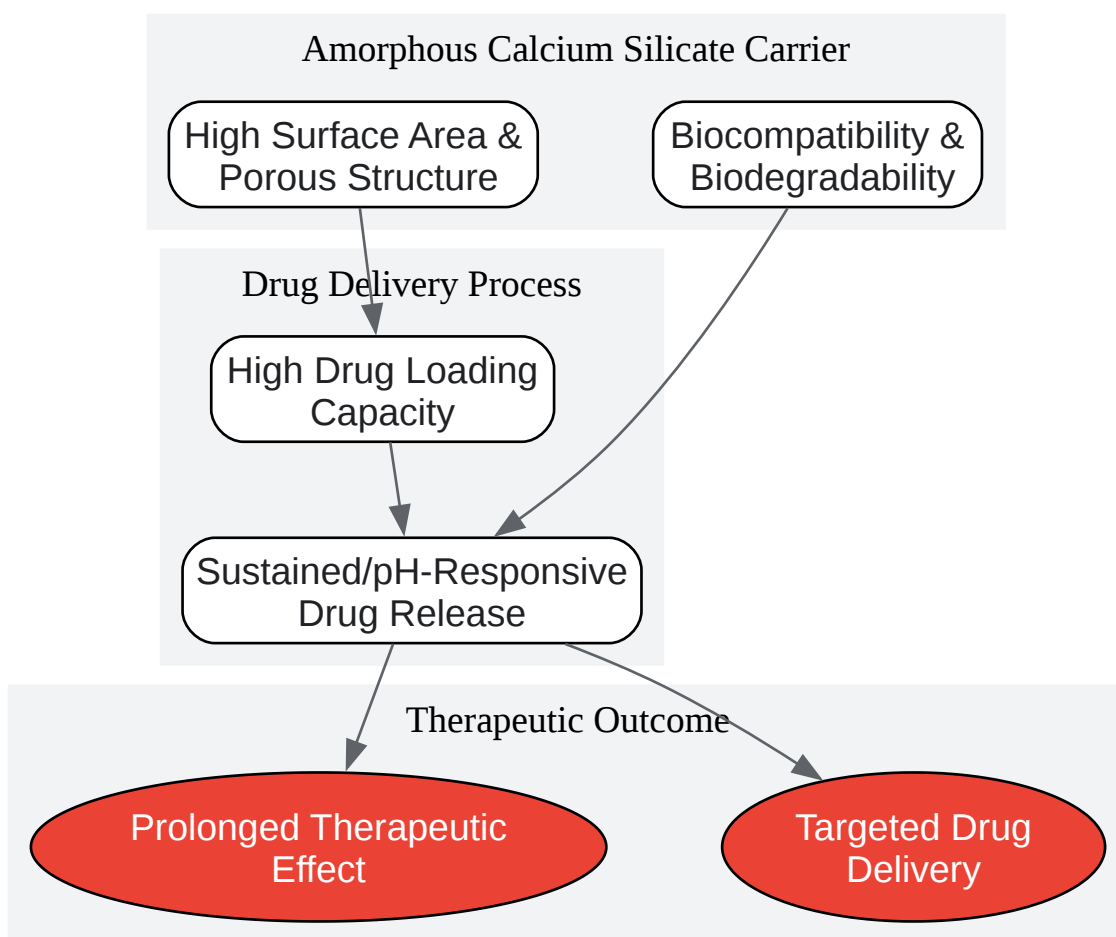 Amorphous Calcium Silicate Carrier
High Surface Area &
Porous Structure
Biocompatibility &
Biodegradability
Drug Delivery Process
High Drug Loading
Capacity
Sustained/pH-Responsive
Drug Release
Therapeutic Outcome
Prolonged Therapeutic
Effect
Targeted Drug
Delivery